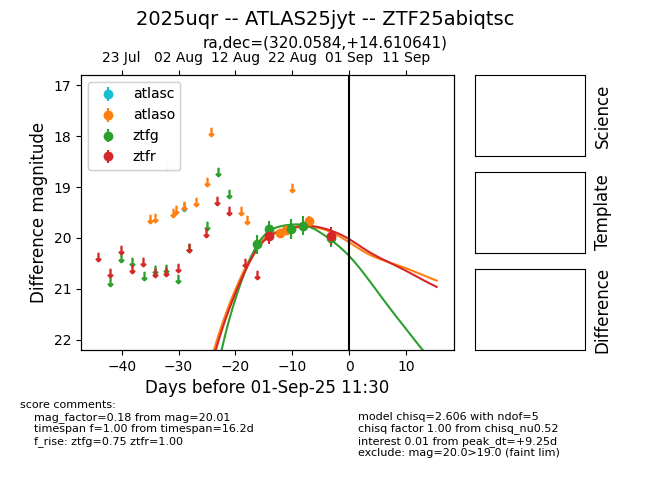 2025uqr -- ATLAS25jyt -- ZTF25abiqtsc
ra,dec=(320.0584,+14.610641)
23 Jul 02 Aug 12 Aug 22 Aug 01 Sep 11 Sep
17
18
19
20
21
22
Difference magnitude
atlasc
atlaso
ztfg
ztfr
−40 −30 −20 −10 0 10
Days before 01-Sep-25 11:30
Science
Template
Difference
score comments:
mag_factor=0.18 from mag=20.01
timespan f=1.00 from timespan=16.2d
f_rise: ztfg=0.75 ztfr=1.00
model chisq=2.606 with ndof=5
chisq factor 1.00 from chisq_nu0.52
interest 0.01 from peak_dt=+9.25d
exclude: mag=20.0>19.0 (faint lim)